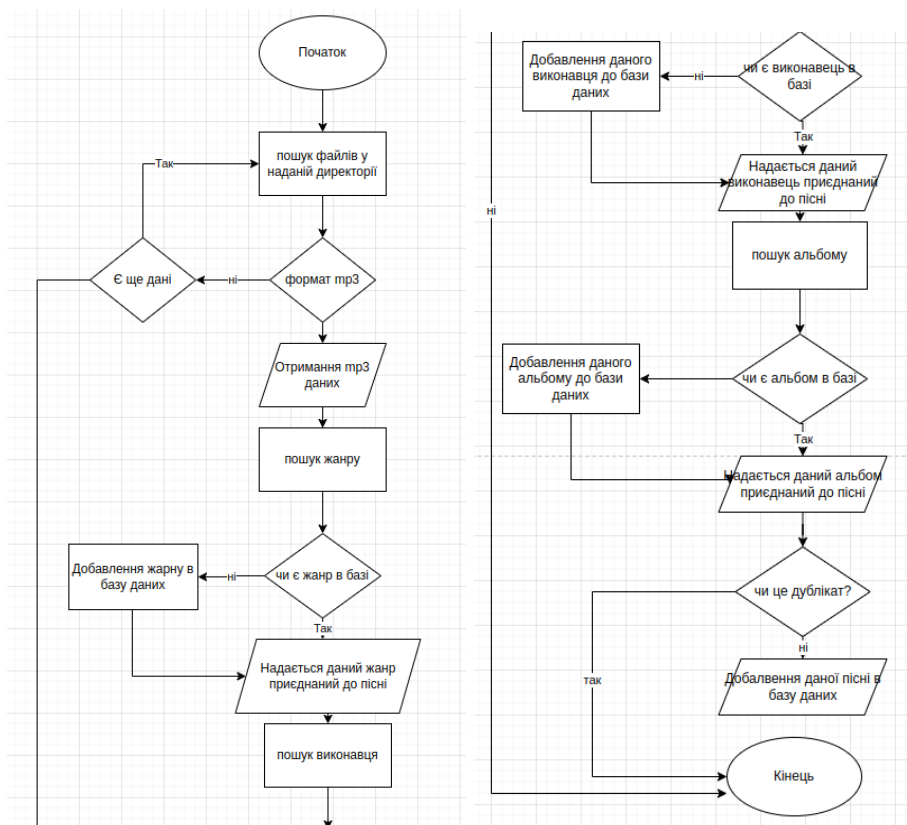 Початок
пошук файлів у
наданій директорії
Так
Є ще дані
ні
формат mp3
Отримання mp3
даних
пошук жанру
чи є жанр в базі
ні
Добавлення жарну в
базу даних
Так
Надається даний жанр
приєднаний до пісні
пошук виконавця
ні
чи є виконавець в
базі
ні
Добавлення даного
виконавця до бази
даних
Так
Надається даний
виконавець приєднаний
до пісні
пошук альбому
чи є альбом в базі
Добавлення даного
альбому до бази
даних
Так
Надається даний альбом
приєднаний до пісні
чи це дублікат?
так
ні
Добалвення даної пісні в
базу даних
Кінець